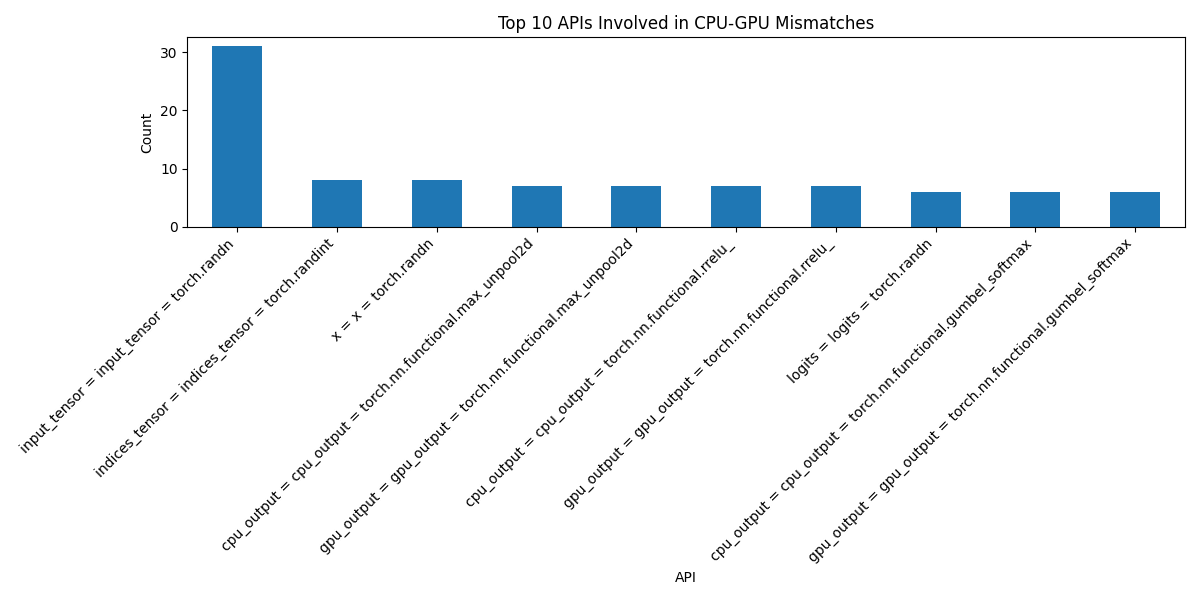 Top 10 APIs Involved in CPU-GPU Mismatches
Count
30
20
10
0
input_tensor = input_tensor = torch.randn
indices_tensor = indices_tensor = torch.randint
x = x = torch.randn
cpu_output = cpu_output = torch.nn.functional.max_unpool2d
gpu_output = gpu_output = torch.nn.functional.max_unpool2d
cpu_output = cpu_output = torch.nn.functional.rrelu_
gpu_output = gpu_output = torch.nn.functional.rrelu_
logits = logits = torch.randn
cpu_output = cpu_output = torch.nn.functional.gumbel_softmax
gpu_output = gpu_output = torch.nn.functional.gumbel_softmax
API